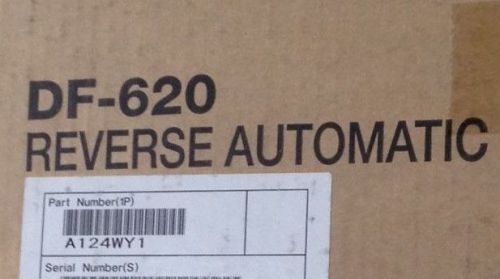 DF-620
REVERSE AUTOMATIC
Part Number(1P)
A124WY1
Serial Number(S)